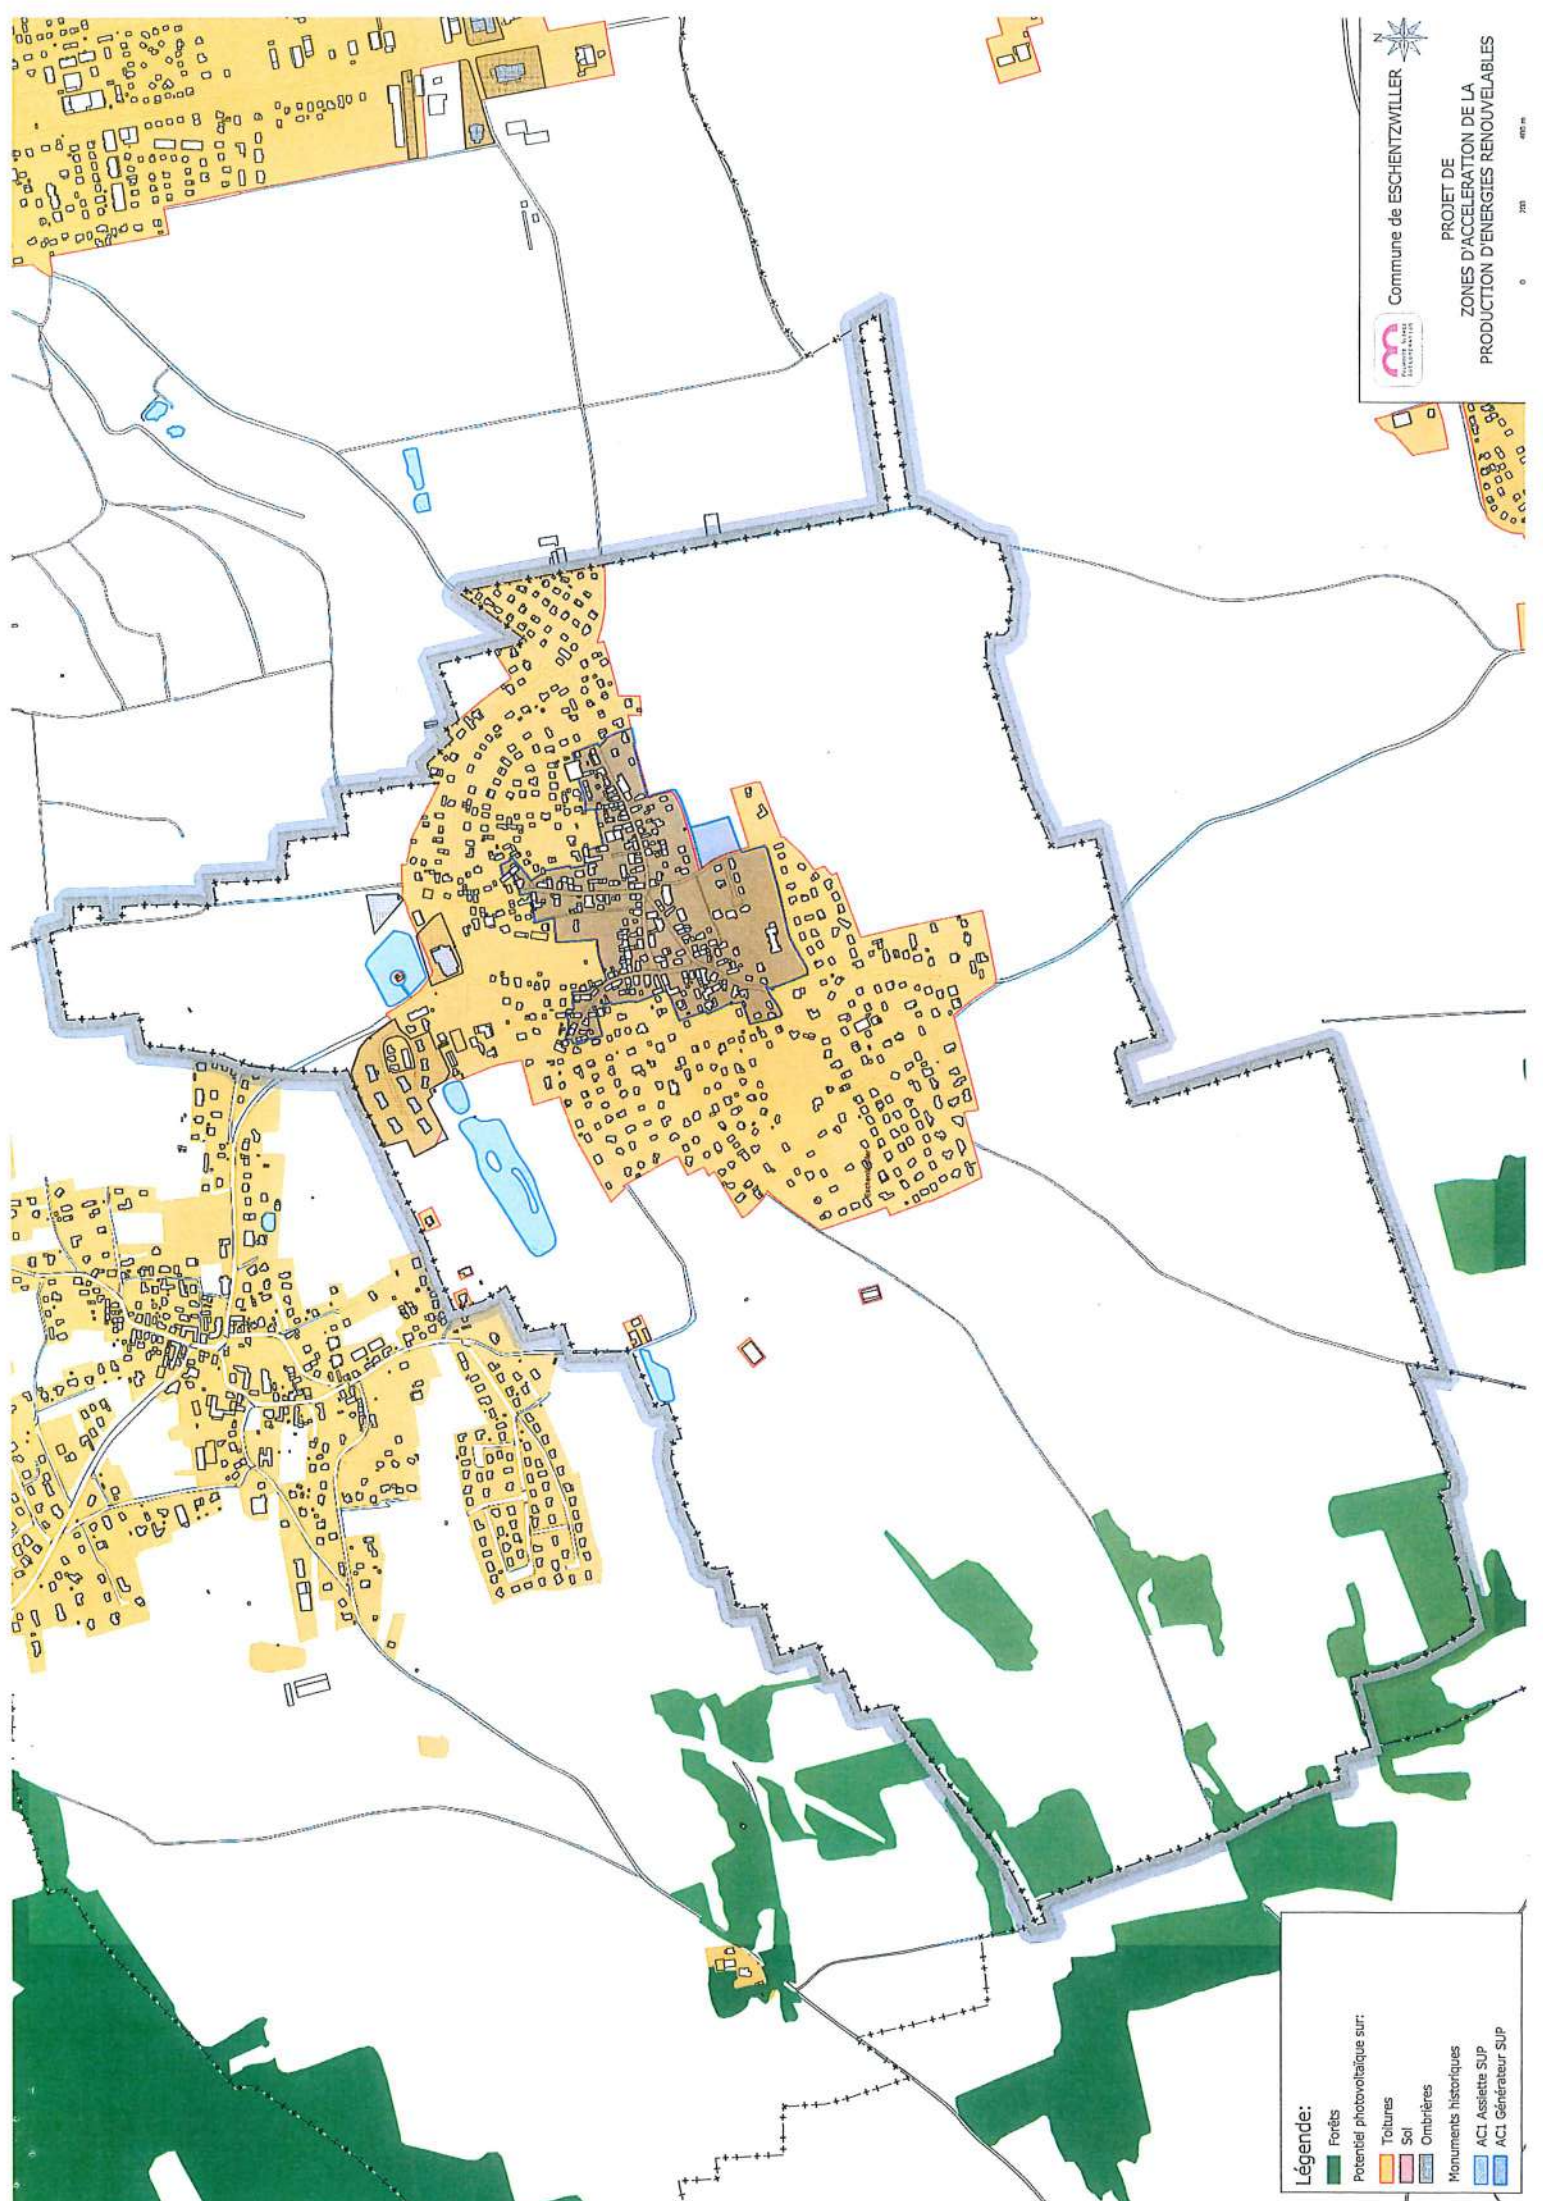 Commune de ESCHENTZWILLER
N
PROJET DE
ZONES D'ACCELERATION DE LA
PRODUCTION D'ENERGIES RENOUVELABLES
0
Légende:
Forêts
Potentiel photovoltaïque sur:
Toitures
Sol
Ombrières
Monuments historiques
AC1 Assiette SUP
AC1 Générateur SUP